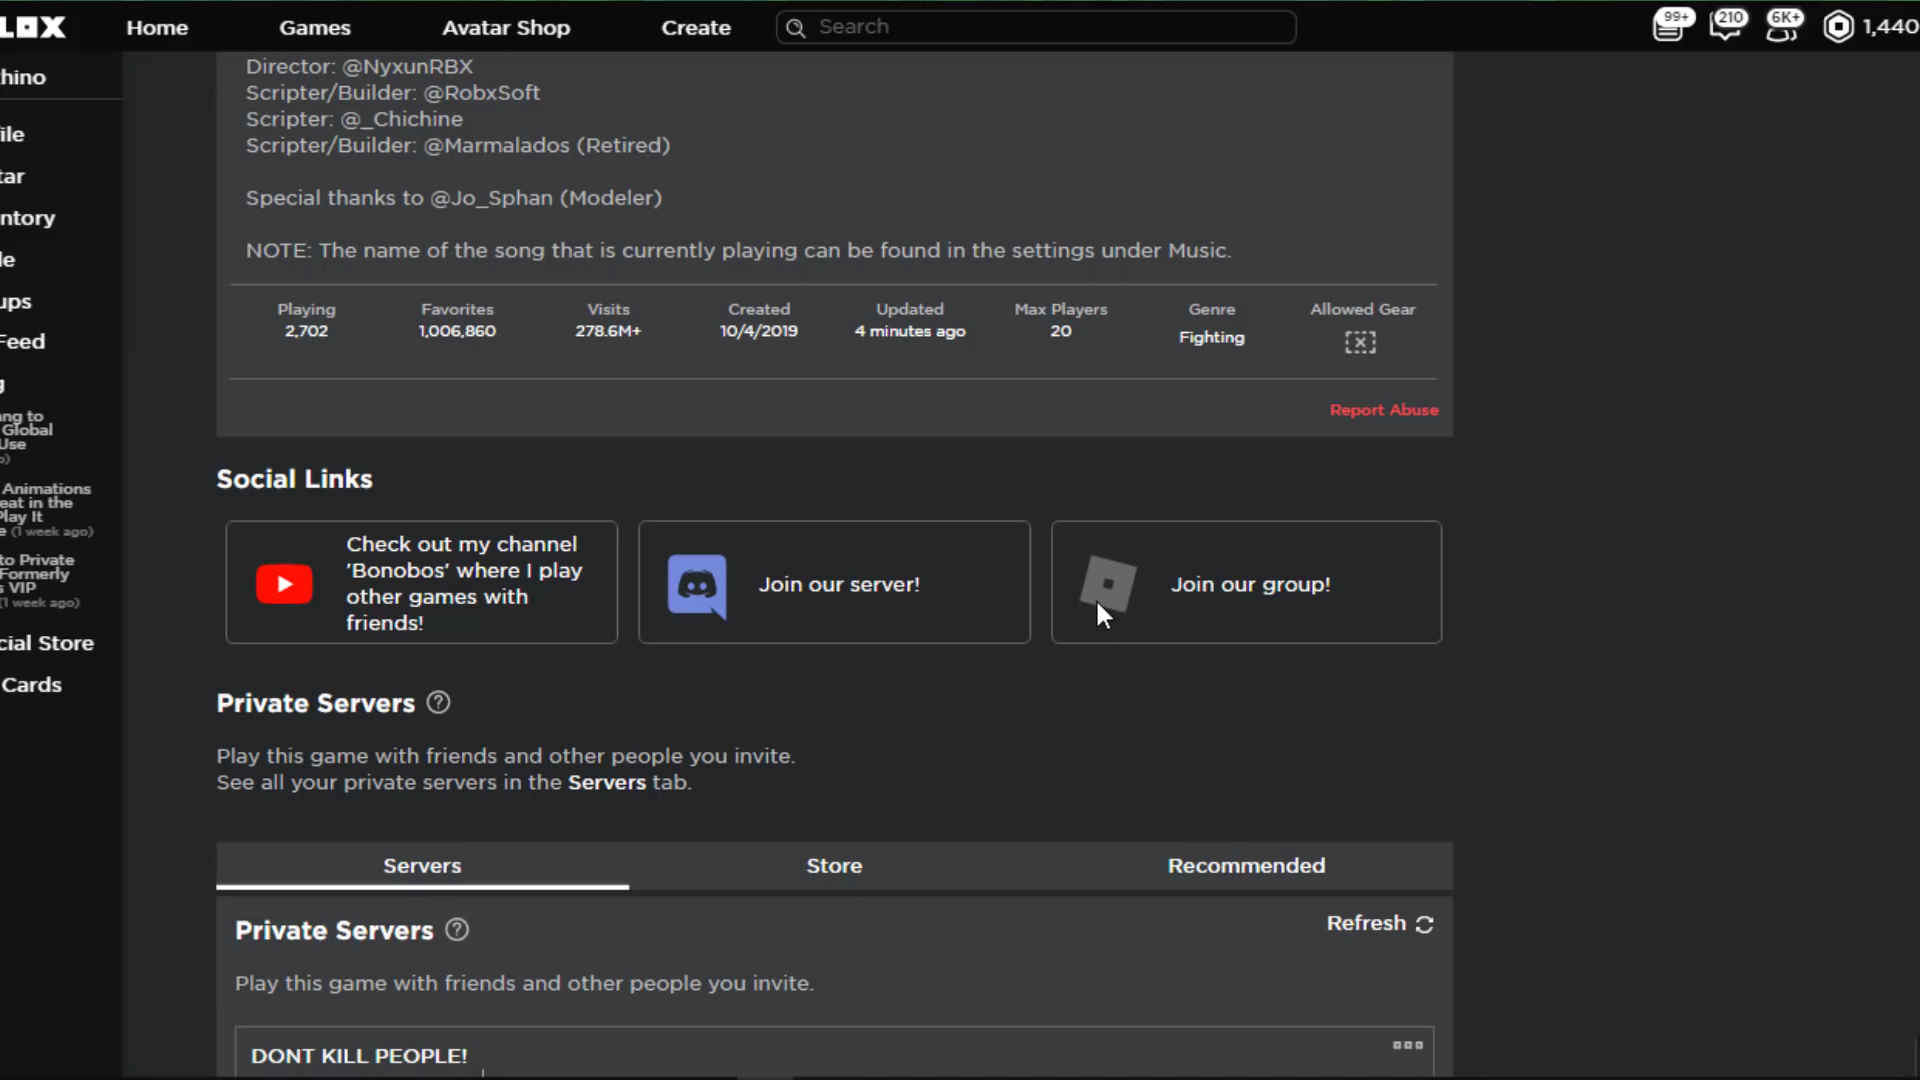 LOX
Home
Games
Avatar Shop
Create
Search
99+
210
6K+
1,440
hino
ile
tar
ntory
le
ups
Feed
g
ang to
Global
Use
o)
Animations
eat in the
Play It
e (1 week ago)
to Private
Formerly
s VIP
(1 week ago)
cial Store
Cards
Director: @NyxunRBX
Scripter/Builder: @RobxSoft
Scripter: @_Chichine
Scripter/Builder: @Marmalados (Retired)
Special thanks to @Jo_Sphan (Modeler)
NOTE: The name of the song that is currently playing can be found in the settings under Music.
Playing
2,702
Favorites
1,006,860
Visits
278.6M+
Created
10/4/2019
Updated
4 minutes ago
Max Players
20
Genre
Fighting
Allowed Gear
Report Abuse
Social Links
Check out my channel
'Bonobos' where I play
other games with
friends!
Join our server!
Join our group!
Private Servers
Play this game with friends and other people you invite.
See all your private servers in the Servers tab.
Servers
Store
Recommended
Private Servers
Refresh
Play this game with friends and other people you invite.
DONT KILL PEOPLE!